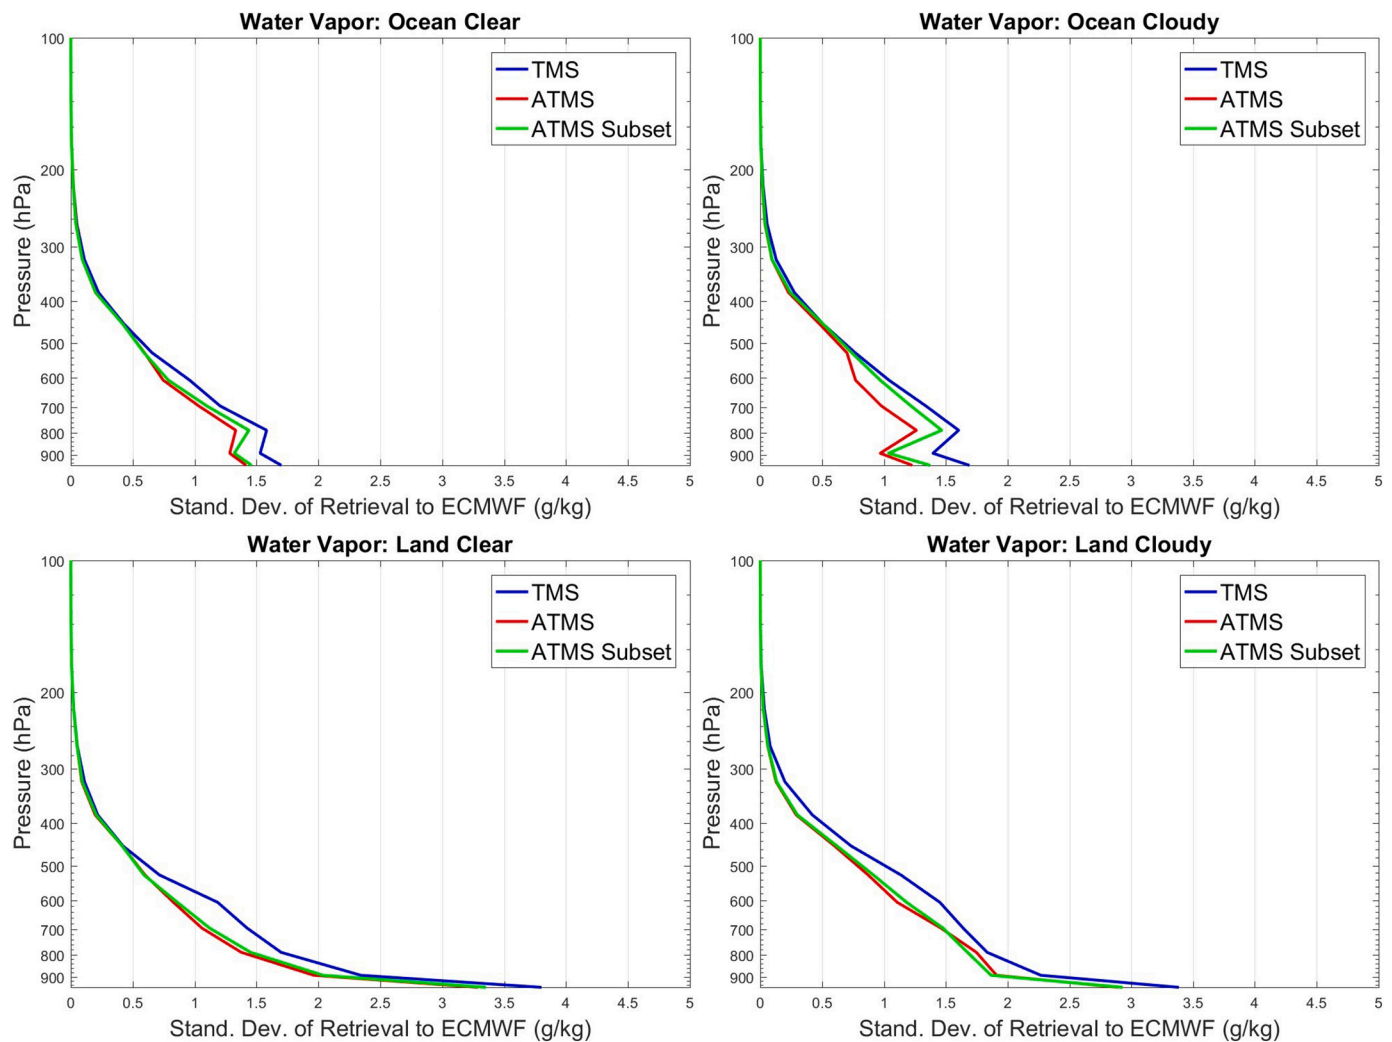 Water Vapor: Ocean Clear
TMS
ATMS
ATMS Subset
100
200
300
400
500
600
700
800
900
Pressure (hPa)
0 0.5 1 1.5 2 2.5 3 3.5 4 4.5 5
Stand. Dev. of Retrieval to ECMWF (g/kg)
Water Vapor: Ocean Cloudy
TMS
ATMS
ATMS Subset
100
200
300
400
500
600
700
800
900
Pressure (hPa)
0 0.5 1 1.5 2 2.5 3 3.5 4 4.5 5
Stand. Dev. of Retrieval to ECMWF (g/kg)
Water Vapor: Land Clear
TMS
ATMS
ATMS Subset
100
200
300
400
500
600
700
800
900
Pressure (hPa)
0 0.5 1 1.5 2 2.5 3 3.5 4 4.5 5
Stand. Dev. of Retrieval to ECMWF (g/kg)
Water Vapor: Land Cloudy
TMS
ATMS
ATMS Subset
100
200
300
400
500
600
700
800
900
Pressure (hPa)
0 0.5 1 1.5 2 2.5 3 3.5 4 4.5 5
Stand. Dev. of Retrieval to ECMWF (g/kg)